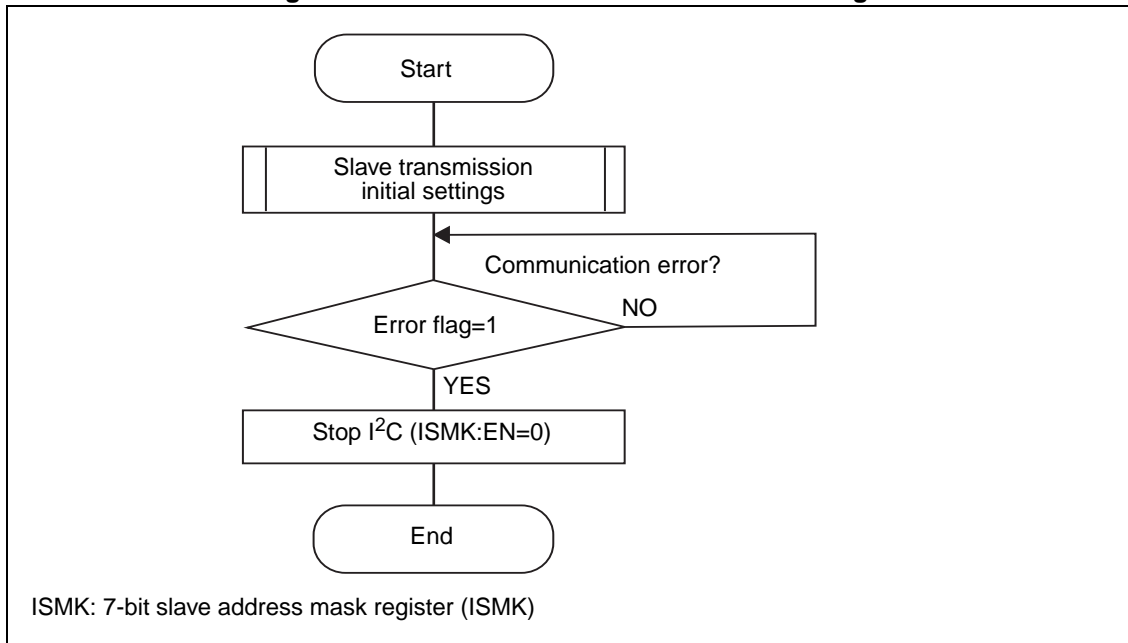 Start
Slave transmission
initial settings
Communication error?
NO
Error flag=1
YES
Stop I²C (ISMK:EN=0)
End
ISMK: 7-bit slave address mask register (ISMK)